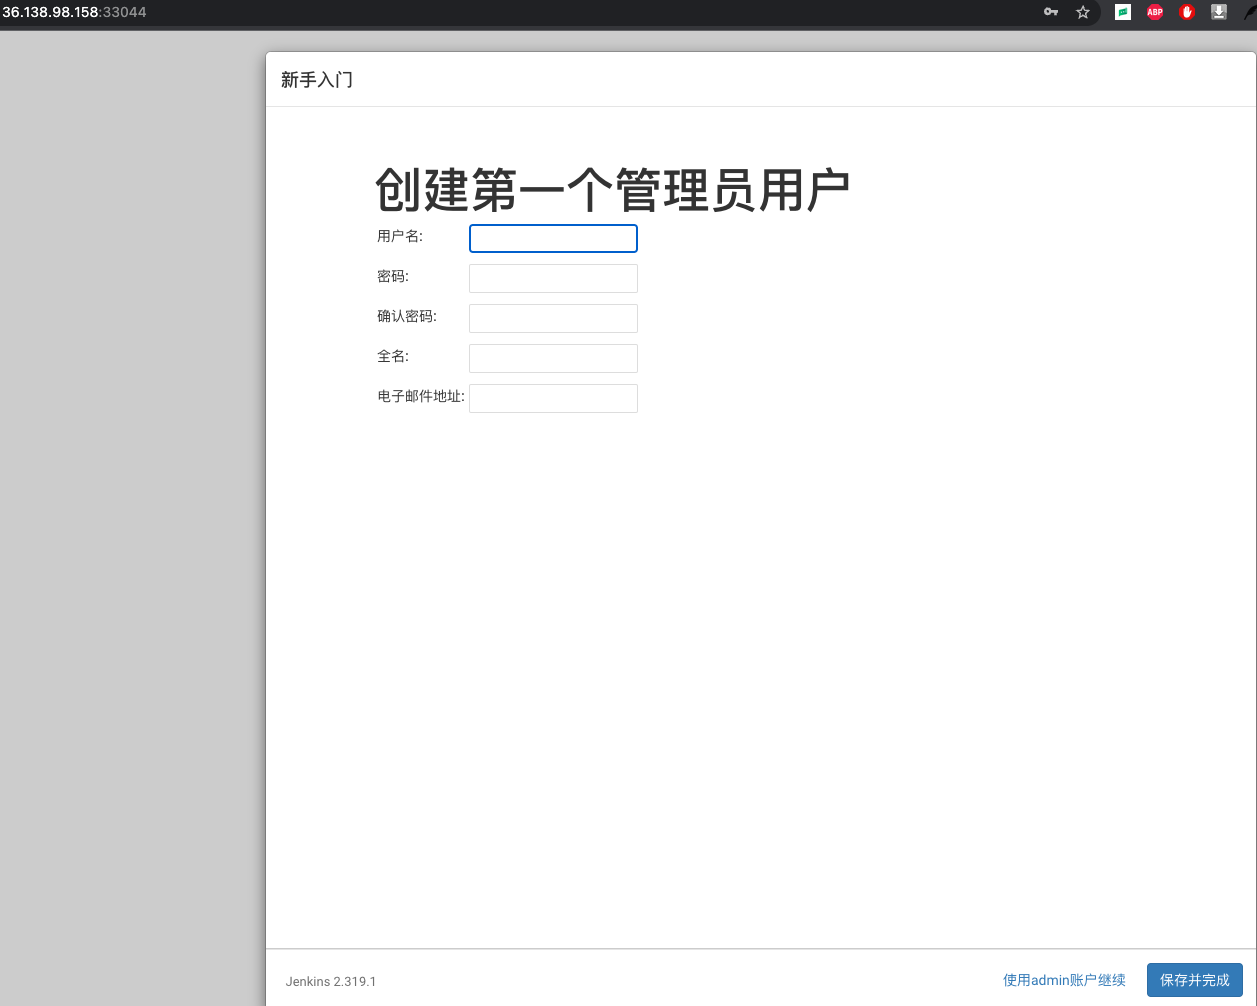 36.138.98.158:33044
ABP
新手入门
创建第一个管理员用户
用户名:
密码:
确认密码:
全名:
电子邮件地址:
Jenkins 2.319.1
使用admin账户继续
保存并完成